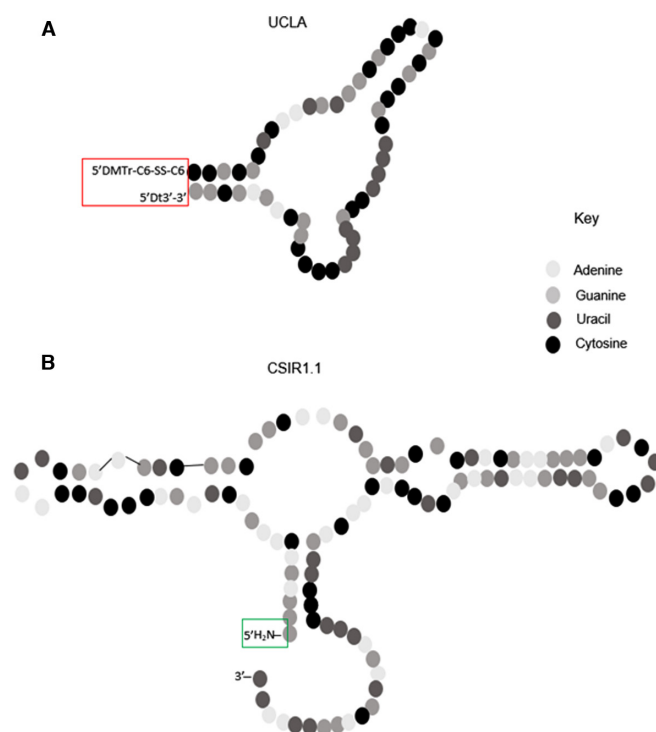 A
UCLA
5'DMTr-C6-SS-C6
5'Dt3'-3'
Key
Adenine
Guanine
Uracil
Cytosine
B
CSIR1.1
5'H₂N–
3'–